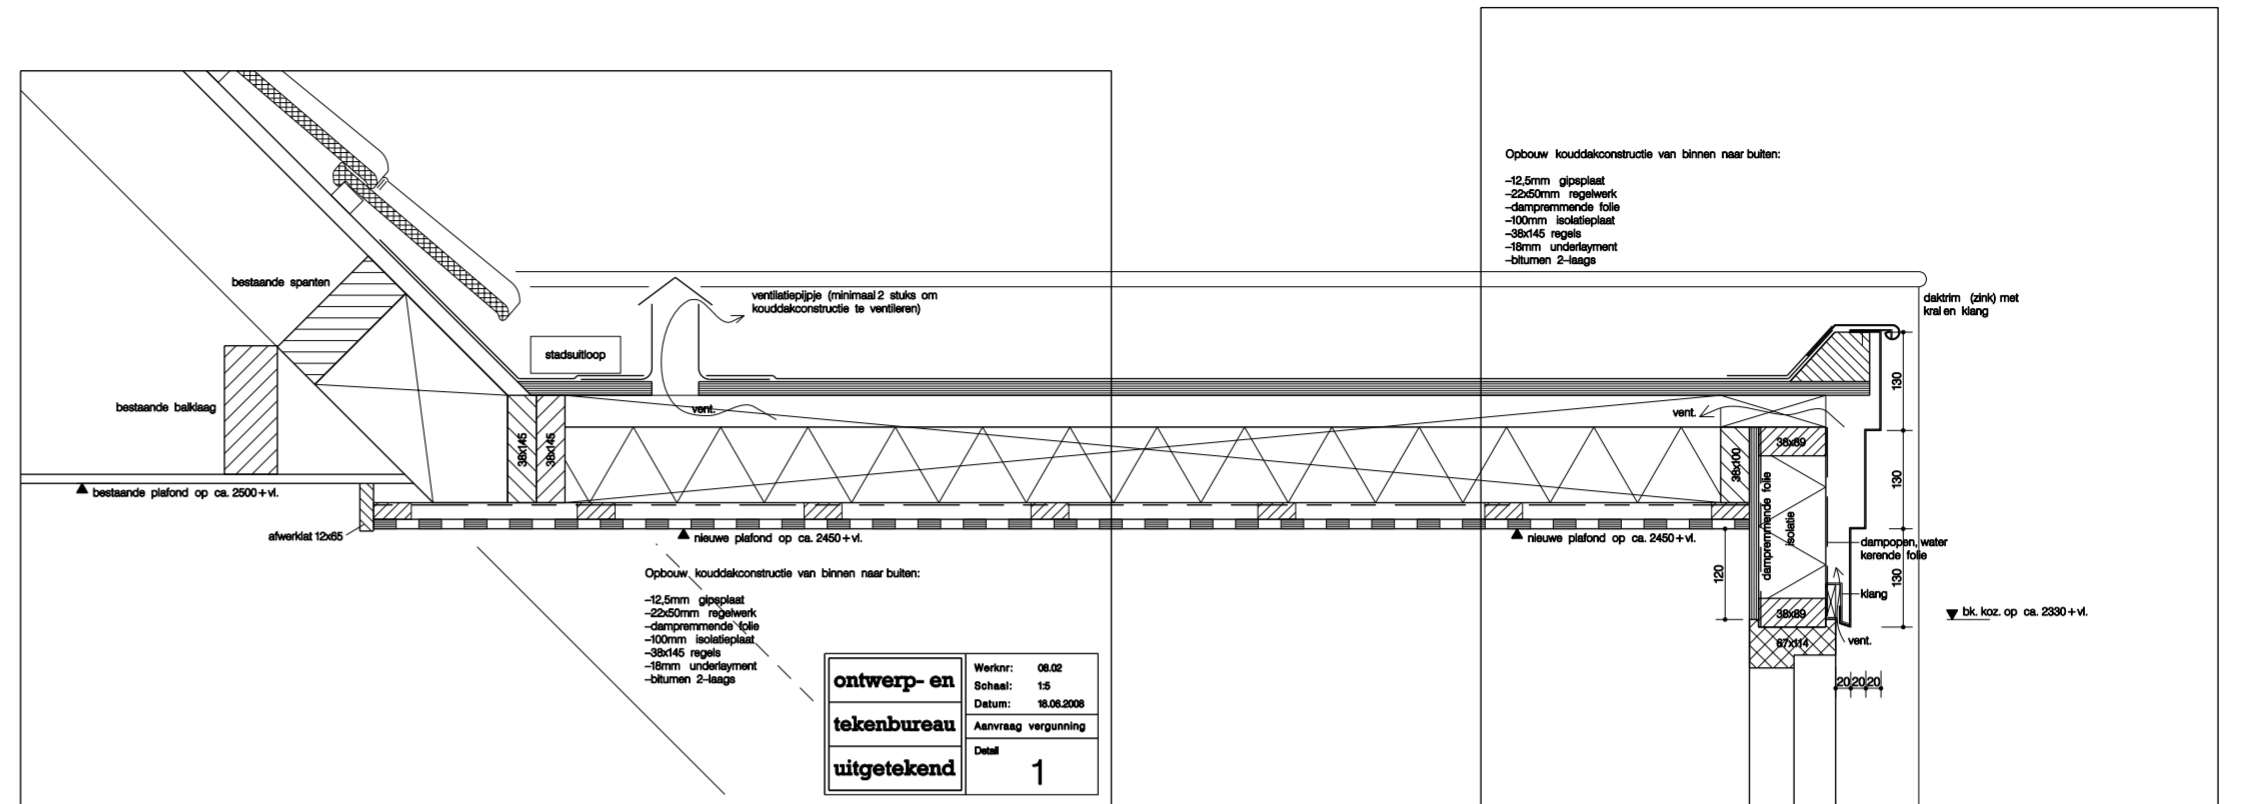 Opbouw kouddakconstructie van binnen naar buiten:
-12,5mm gipsplaat
-22x50mm regelwerk
-dampremmende folie
-100mm isolatieplaat
-38x145 regels
-18mm underlayment
-bitumen 2-laags
bestaande spanten
ventilatiepijpje (minimaal 2 stuks om
kouddakconstructie te ventileren)
daktrim (zink) met
kral en klang
stadsuitloop
bestaande balklaag
vent.
vent.
130
38x145
38x145
38x100
38x89
130
dampremmende folie
isolatie
bestaande plafond op ca. 2500+vl.
afwerklat 12x65
nieuwe plafond op ca. 2450+vl.
nieuwe plafond op ca. 2450+vl.
dampopen, water
kerende folie
120
130
klang
38x89
bk. koz. op ca. 2330+vl.
67x114
vent.
20 20 20
Opbouw kouddakconstructie van binnen naar buiten:
-12,5mm gipsplaat
-22x50mm regelwerk
-dampremmende folie
-100mm isolatieplaat
-38x145 regels
-18mm underlayment
-bitumen 2-laags
ontwerp- en
tekenbureau
uitgetekend
Werknr: 08.02
Schaal: 1:5
Datum: 18.06.2008
Aanvraag vergunning
Detail
1